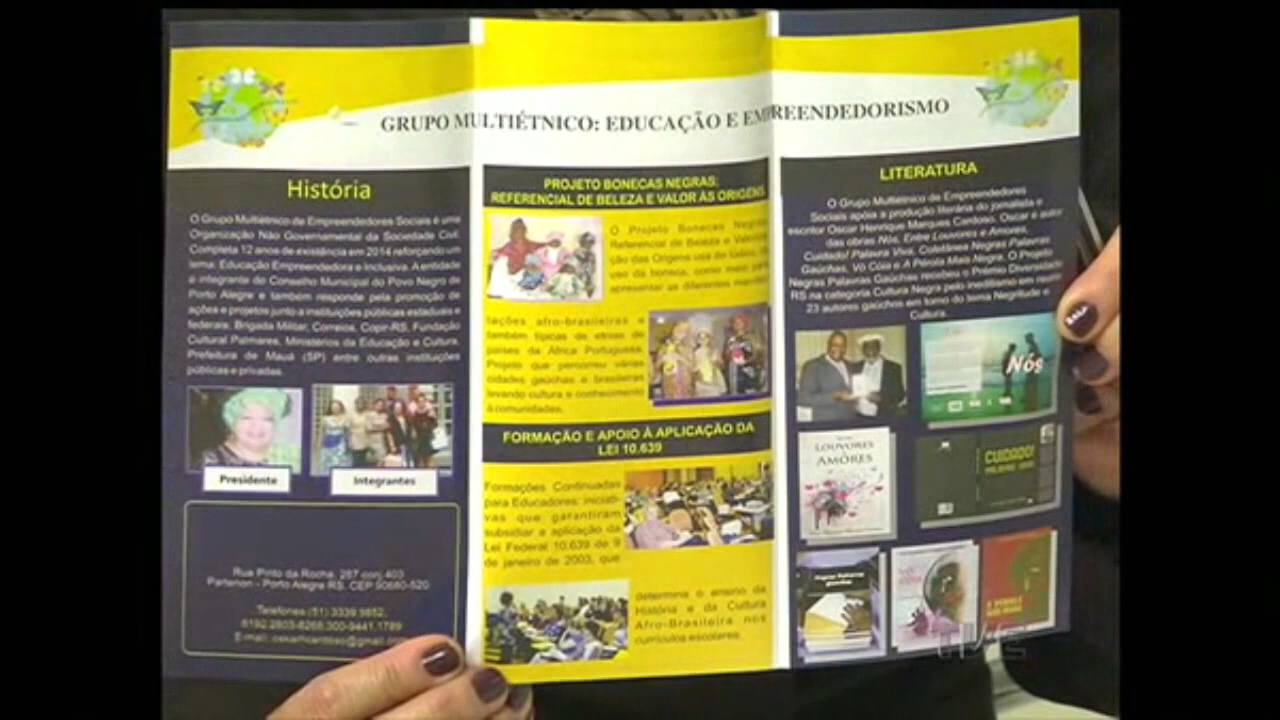 GRUPO MULTIÉTNICO: EDUCAÇÃO E EMPREENDEDORISMO
História
O Grupo Multiétnico de Empreendedores Sociais é uma
Organização Não Governamental da Sociedade Civil.
Completa 12 anos de existência em 2014 reforçando um
tema: Educação Empreendedora e Inclusiva. A entidade
é integrante do Conselho Municipal do Povo Negro de
Porto Alegre e também responde pela promoção de
ações e projetos junto a instituições públicas estaduais e
federais: Brigada Militar, Correios, Copir-RS, Fundação
Cultural Palmares, Ministérios da Educação e Cultura,
Prefeitura de Mauá (SP) entre outras instituições
públicas e privadas.
Presidente
Integrantes
Rua Pinto da Rocha, 287 conj.403
Partenon - Porto Alegre RS. CEP 90680-520
Telefones (51) 3339.9852,
E-mail:
PROJETO BONECAS NEGRAS:
REFERENCIAL DE BELEZA E VALOR ÀS ORIGENS
O Projeto Bonecas Negras
Referencial de Beleza e
ção das Origens usa do lúdico,
uso da boneca, como meio
apresentar as diferentes
tações afro-brasileiras e
também típicas de etnias de
países da África Portuguesa.
Projeto que percorreu várias
cidades gaúchas e brasileiras
levando cultura e conhecimento
à comunidades.
FORMAÇÃO E APOIO À APLICAÇÃO DA
LEI 10.639
Formações Continuadas
para Educadores: iniciati-
vas que garantiram
subsidiar a aplicação da
Lei Federal 10.639 de 9
de janeiro de 2003, que
determina o ensino da
História e da Cultura
Afro-Brasileira nos
currículos escolares.
LITERATURA
O Grupo Multiétnico de Empreendedores
Sociais apóia a produção literária do jornalista e
escritor Oscar Henrique Marques Cardoso. Oscar é autor
das obras Nós, Entre Louvores e Amores,
Cuidado! Palavra Viva, Coletânea Negras Palavras
Gaúchas, Vó Cóia e A Pérola Mais Negra. O Projeto
Negras Palavras Gaúchas recebeu o Prêmio Diversidade
RS na categoria Cultura Negra pelo ineditismo em reunir
23 autores gaúchos em torno do tema Negritude e
Cultura.
Nós
LOUVORES
AMÔRES
CUIDADO!
TVE